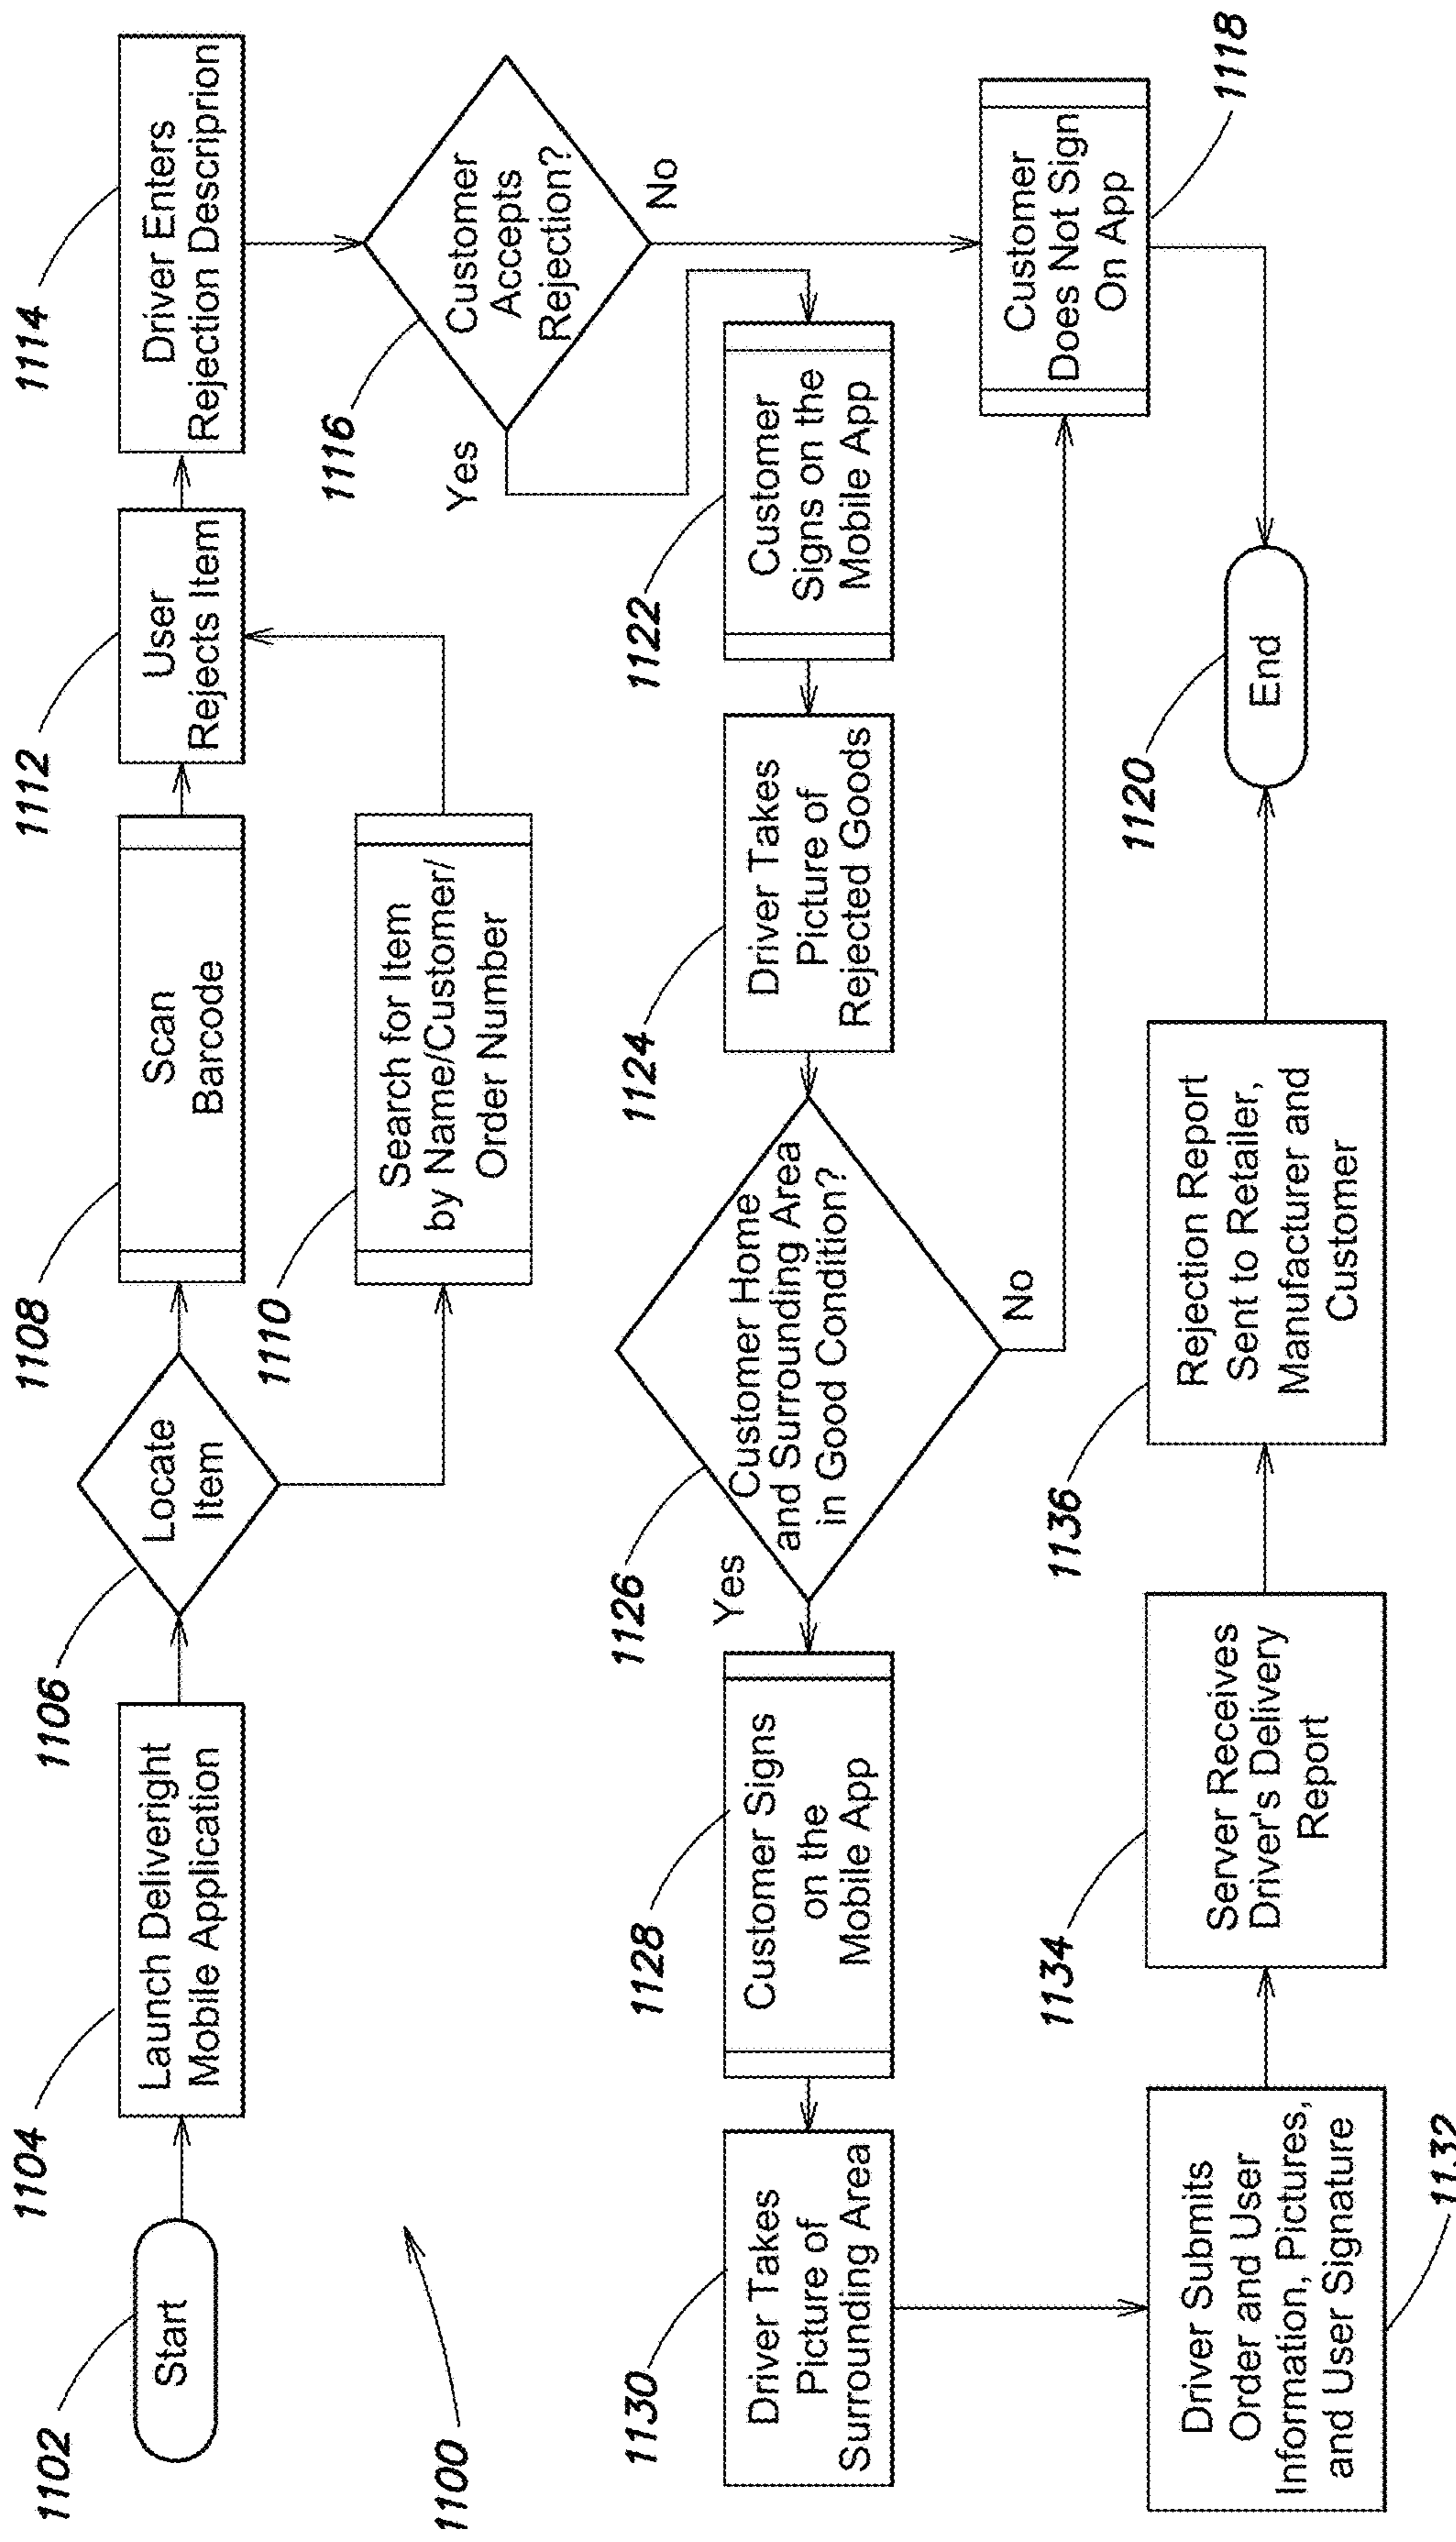 1102
Start
1104
Launch Deliveright
Mobile Application
1106
Locate
Item
1108
Scan
Barcode
1110
Search for Item
by Name/Customer/
Order Number
1112
User
Rejects Item
1114
Driver Enters
Rejection Descriprion
1116
Customer
Accepts
Rejection?
Yes
No
1100
1130
Driver Takes
Picture of
Surrounding Area
1128
Customer Signs
on the
Mobile App
1126
Yes
Customer Home
and Surrounding Area
in Good Condition?
No
1124
Driver Takes
Picture of
Rejected Goods
1122
Customer
Signs on the
Mobile App
Customer
Does Not Sign
On App
1118
Driver Submits
Order and User
Information, Pictures,
and User Signature
1132
1134
Server Receives
Driver's Delivery
Report
1136
Rejection Report
Sent to Retailer,
Manufacturer and
Customer
1120
End